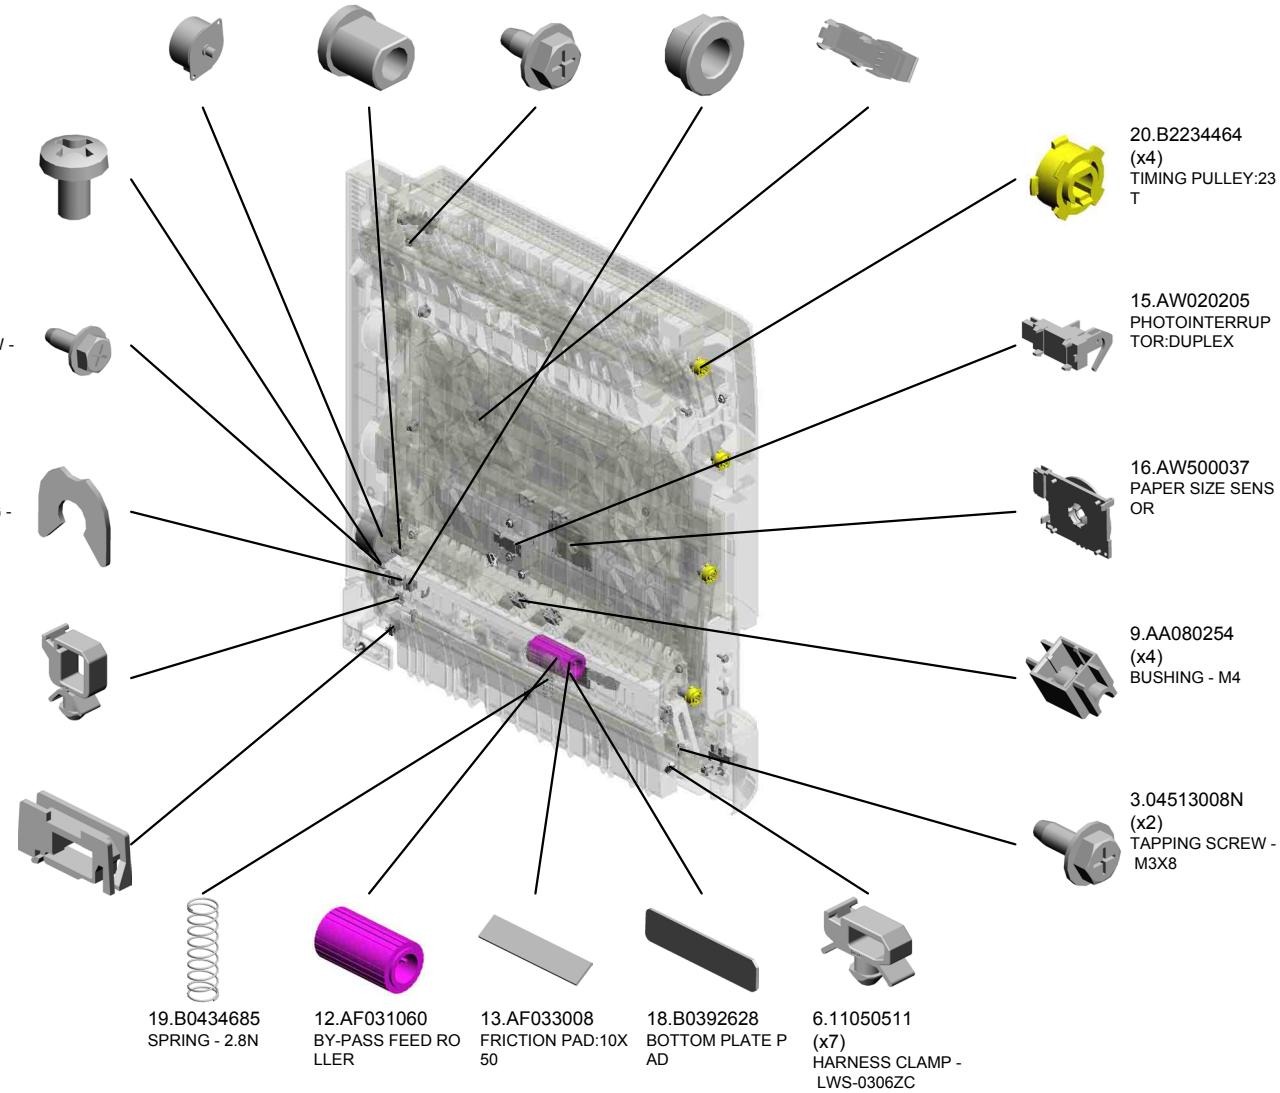 20.B2234464
(x4)
TIMING PULLEY:23
T
15.AW020205
PHOTOINTERRUP
TOR:DUPLEX
-
16.AW500037
PAPER SIZE SENS
OR
-
9.AA080254
(x4)
BUSHING - M4
3.04513008N
(x2)
TAPPING SCREW -
M3X8
19.B0434685
SPRING - 2.8N
12.AF031060
BY-PASS FEED RO
LLER
13.AF033008
FRICTION PAD:10X
50
18.B0392628
BOTTOM PLATE P
AD
6.11050511
(x7)
HARNESS CLAMP -
LWS-0306ZC